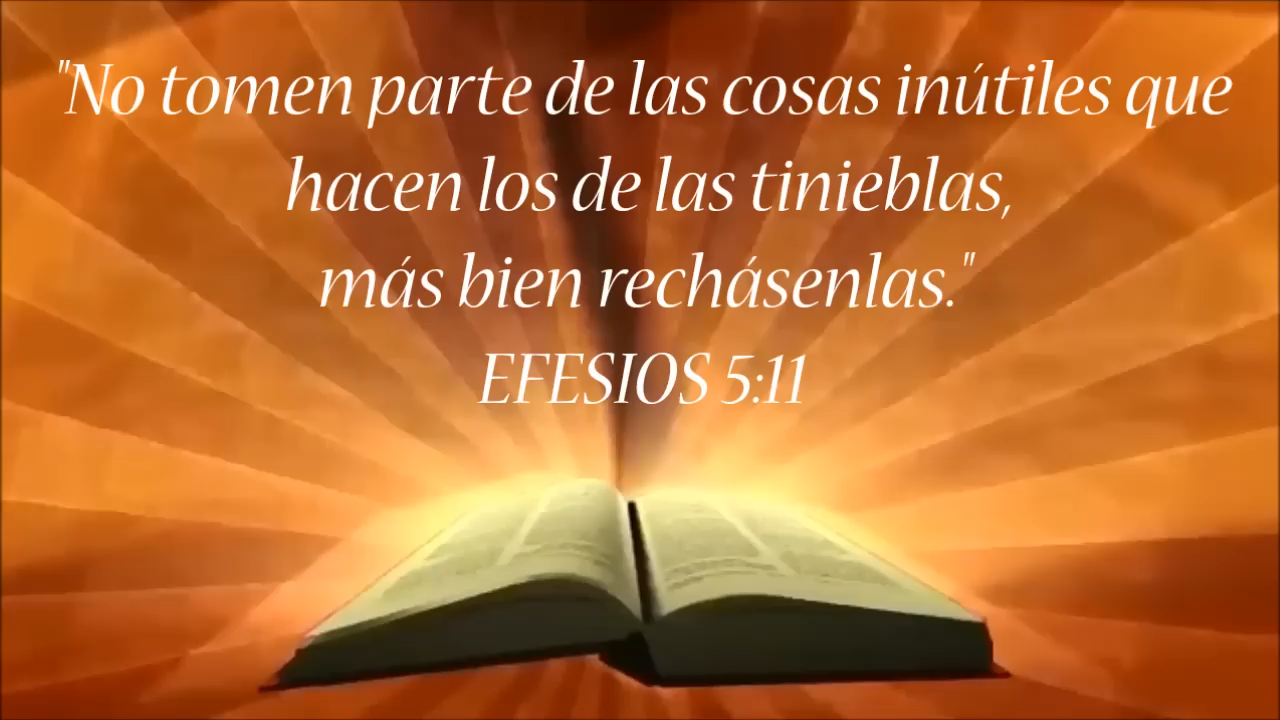 "No tomen parte de las cosas inútiles que
hacen los de las tinieblas,
más bien rechásenlas."
EFESIOS 5:11